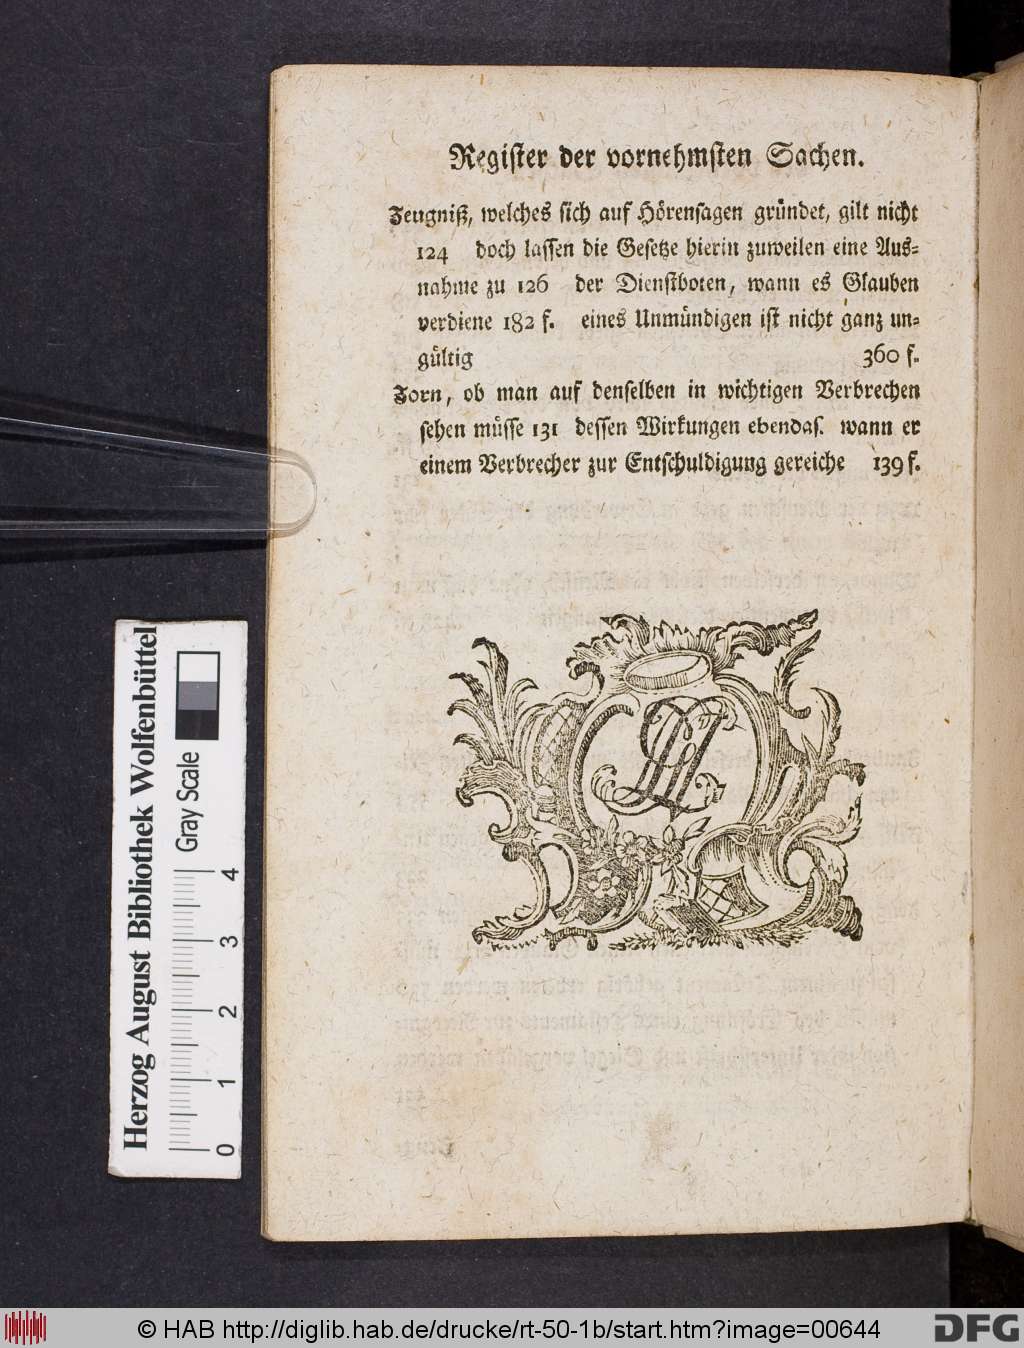 Register der vornehmsten Sachen.
Zeugniß, welches sich auf Hörensagen gründet, gilt nicht
124 doch lassen die Gesetze hierin zuweilen eine Aus=
nahme zu 126 der Dienstboten, wann es Glauben
verdiene 182 f. eines Unmündigen ist nicht ganz un=
gültig 360 f.
Zorn, ob man auf denselben in wichtigen Verbrechen
sehen müsse 131 dessen Wirkungen ebendas. wann er
einem Verbrecher zur Entschuldigung gereiche 139 f.
Herzog August Bibliothek Wolfenbüttel
Gray Scale
0 1 2 3 4
© HAB http://diglib.hab.de/drucke/rt-50-1b/start.htm?image=00644
DFG